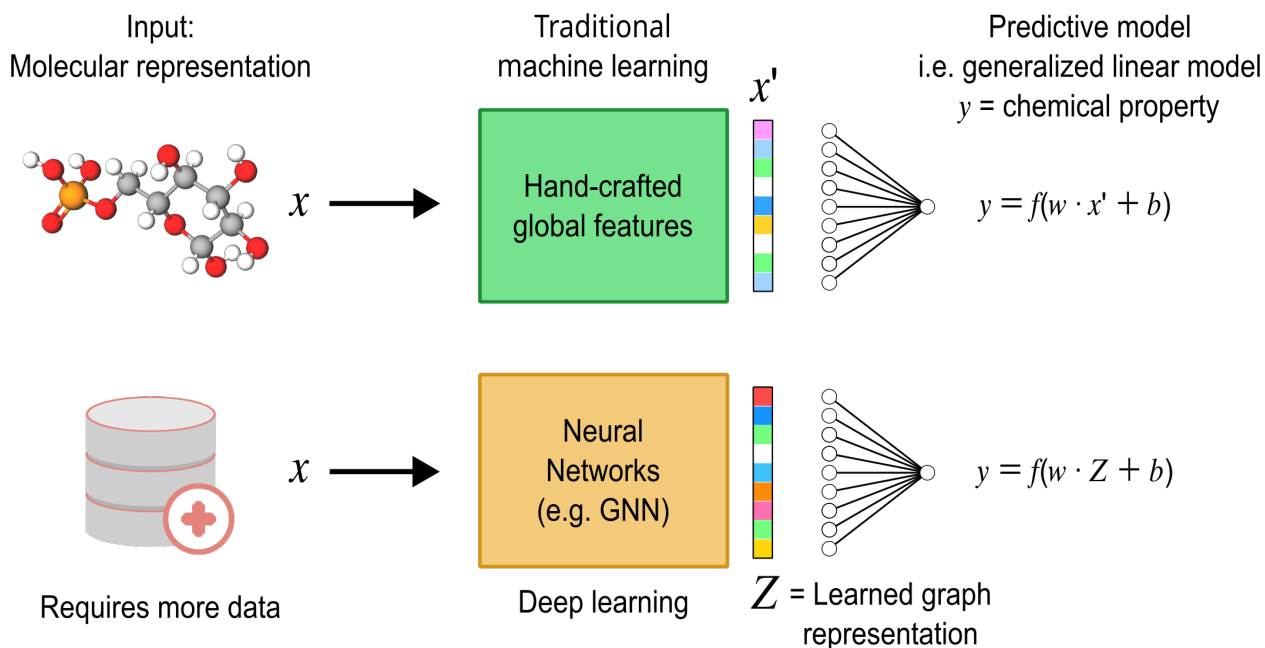 Input:
Molecular representation
Traditional
machine learning
Predictive model
i.e. generalized linear model
y = chemical property
x'
x
Hand-crafted
global features
y = f(w · x' + b)
x
Neural
Networks
(e.g. GNN)
y = f(w · Z + b)
Requires more data
Deep learning
Z = Learned graph
representation